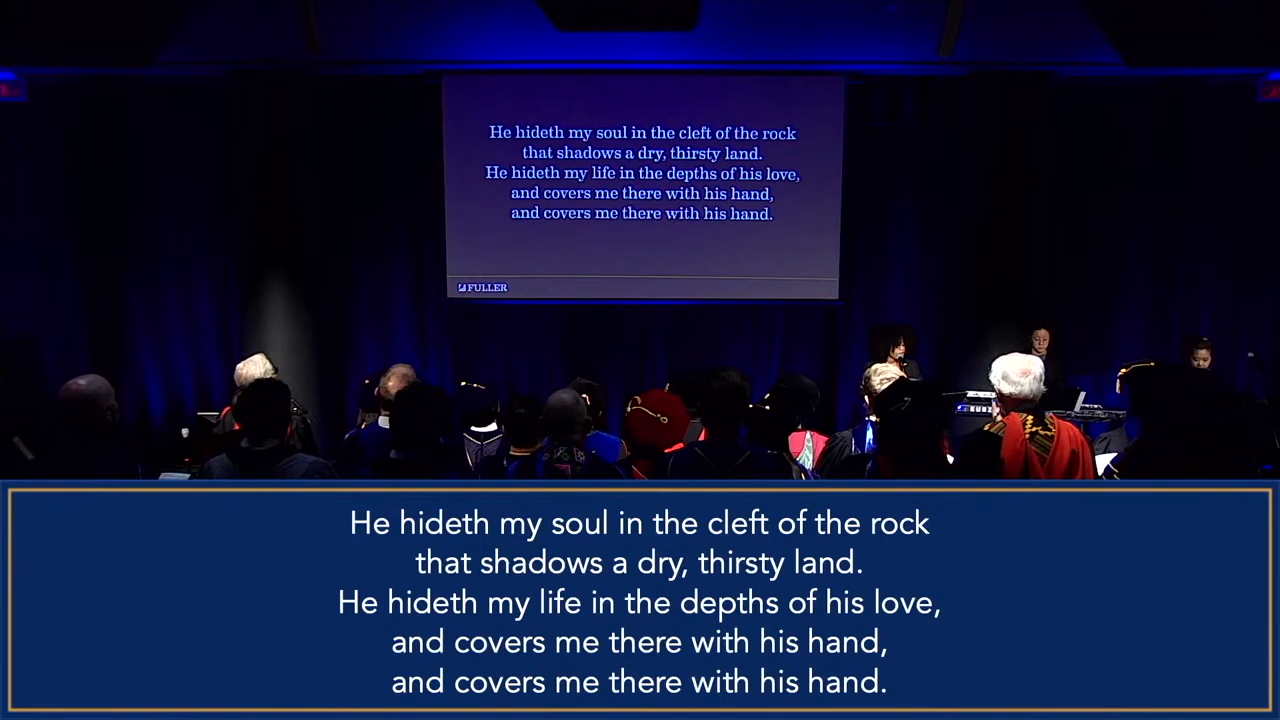 He hideth my soul in the cleft of the rock
that shadows a dry, thirsty land.
He hideth my life in the depths of his love,
and covers me there with his hand,
and covers me there with his hand.
FULLER
He hideth my soul in the cleft of the rock
that shadows a dry, thirsty land.
He hideth my life in the depths of his love,
and covers me there with his hand,
and covers me there with his hand.